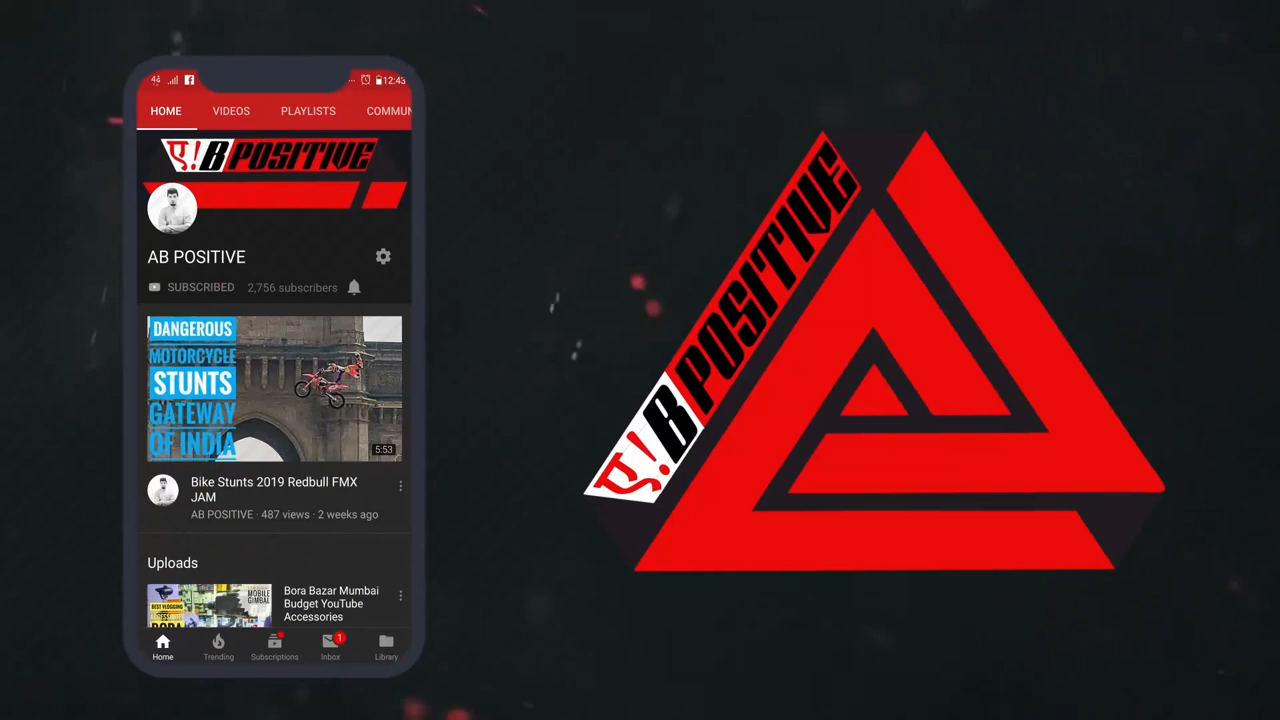 12:43
HOME VIDEOS PLAYLISTS COMMUN
ए!B POSITIVE
AB POSITIVE
SUBSCRIBED 2,756 subscribers
DANGEROUS
MOTORCYCLE
STUNTS
GATEWAY
OF INDIA
5:53
Bike Stunts 2019 Redbull FMX
JAM
AB POSITIVE · 487 views · 2 weeks ago
Uploads
BEST VLOGGING
MOBILE
GIMBAL
Bora Bazar Mumbai
Budget YouTube
Accessories
Home Trending Subscriptions Inbox Library
1
ए!B POSITIVE